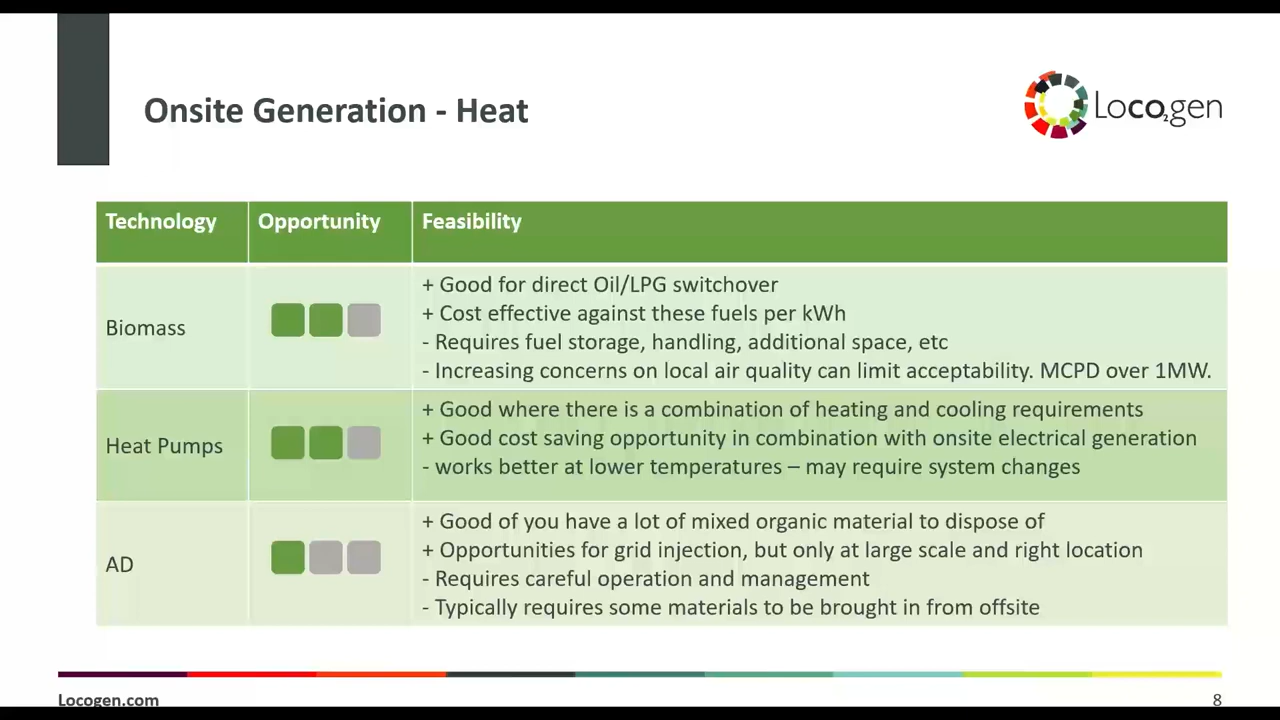 Onsite Generation - Heat
Loco₂gen
Technology Opportunity Feasibility
Biomass
+ Good for direct Oil/LPG switchover
+ Cost effective against these fuels per kWh
- Requires fuel storage, handling, additional space, etc
- Increasing concerns on local air quality can limit acceptability. MCPD over 1MW.
Heat Pumps
+ Good where there is a combination of heating and cooling requirements
+ Good cost saving opportunity in combination with onsite electrical generation
- works better at lower temperatures – may require system changes
AD
+ Good of you have a lot of mixed organic material to dispose of
+ Opportunities for grid injection, but only at large scale and right location
- Requires careful operation and management
- Typically requires some materials to be brought in from offsite
Locogen.com
8